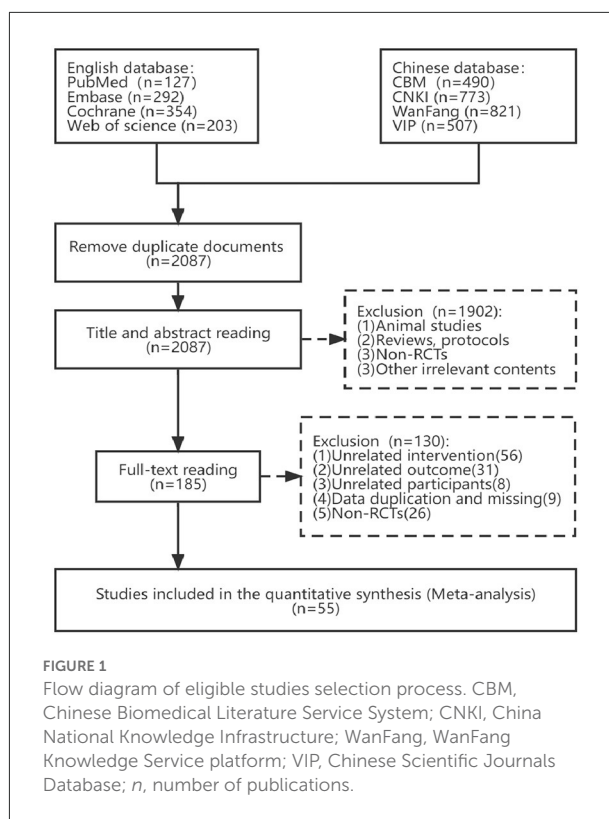 English database:
PubMed (n=127)
Embase (n=292)
Cochrane (n=354)
Web of science (n=203)
Chinese database:
CBM (n=490)
CNKI (n=773)
WanFang (n=821)
VIP (n=507)
Remove duplicate documents
(n=2087)
Title and abstract reading
(n=2087)
Exclusion (n=1902):
(1)Animal studies
(2)Reviews, protocols
(3)Non-RCTs
(3)Other irrelevant contents
Full-text reading
(n=185)
Exclusion (n=130):
(1)Unrelated intervention(56)
(2)Unrelated outcome(31)
(3)Unrelated participants(8)
(4)Data duplication and missing(9)
(5)Non-RCTs(26)
Studies included in the quantitative synthesis (Meta-analysis)
(n=55)
FIGURE 1
Flow diagram of eligible studies selection process. CBM,
Chinese Biomedical Literature Service System; CNKI, China
National Knowledge Infrastructure; WanFang, WanFang
Knowledge Service platform; VIP, Chinese Scientific Journals
Database; n, number of publications.